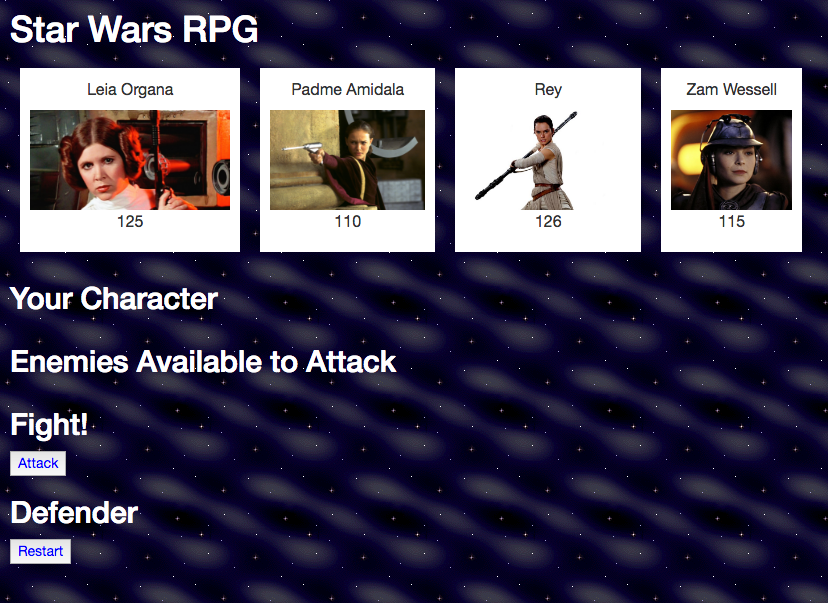 Star Wars RPG
Leia Organa
Padme Amidala
Rey
Zam Wessell
125
110
126
115
Your Character
Enemies Available to Attack
Fight!
Attack
Defender
Restart